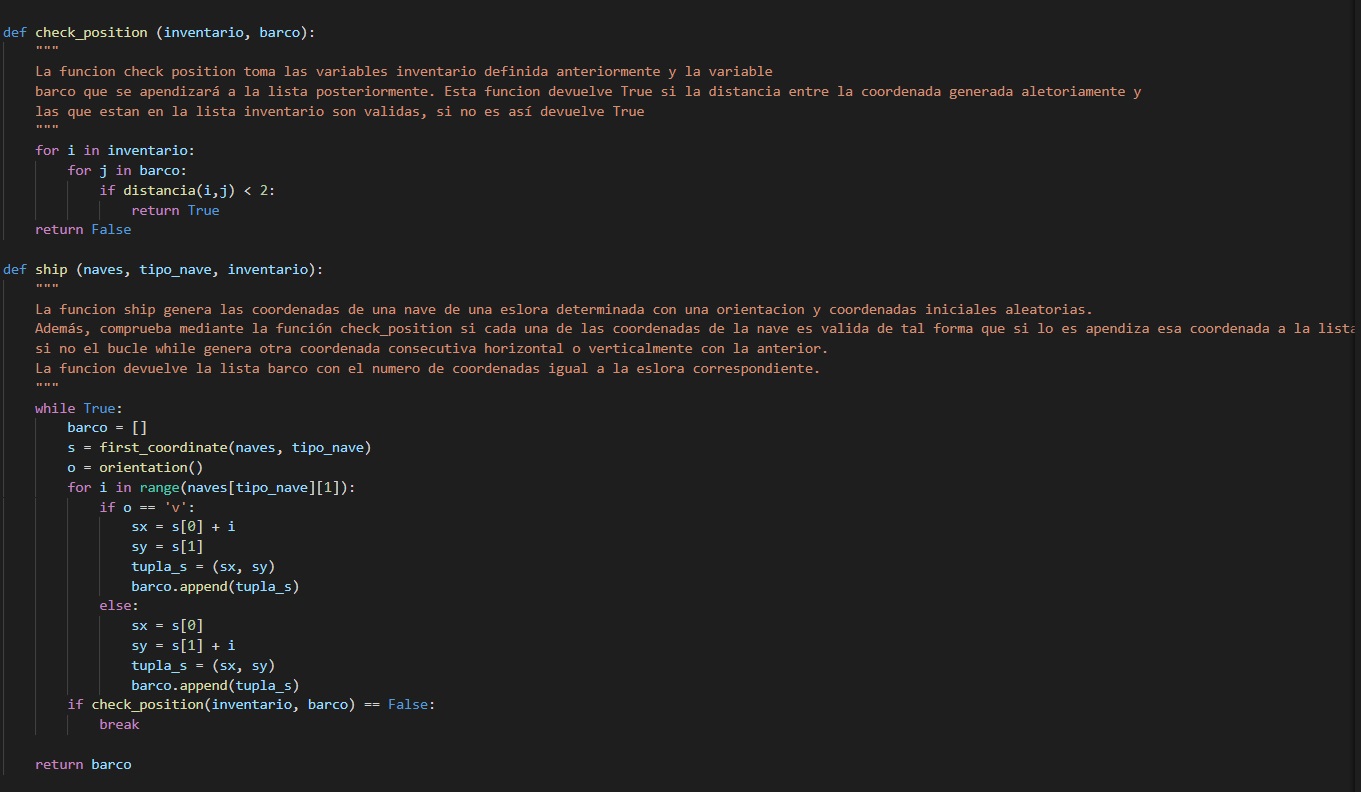 def check_position (inventario, barco):
    """
    La funcion check position toma las variables inventario definida anteriormente y la variable
    barco que se apendizará a la lista posteriormente. Esta funcion devuelve True si la distancia entre la coordenada generada aletoriamente y
    las que estan en la lista inventario son validas, si no es así devuelve True
    """
    for i in inventario:
        for j in barco:
            if distancia(i,j) < 2:
                return True
    return False

def ship (naves, tipo_nave, inventario):
    """
    La funcion ship genera las coordenadas de una nave de una eslora determinada con una orientacion y coordenadas iniciales aleatorias.
    Además, comprueba mediante la función check_position si cada una de las coordenadas de la nave es valida de tal forma que si lo es apendiza esa coordenada a la lista
    si no el bucle while genera otra coordenada consecutiva horizontal o verticalmente con la anterior.
    La funcion devuelve la lista barco con el numero de coordenadas igual a la eslora correspondiente.
    """
    while True:
        barco = []
        s = first_coordinate(naves, tipo_nave)
        o = orientation()
        for i in range(naves[tipo_nave][1]):
            if o == 'v':
                sx = s[0] + i
                sy = s[1]
                tupla_s = (sx, sy)
                barco.append(tupla_s)
            else:
                sx = s[0]
                sy = s[1] + i
                tupla_s = (sx, sy)
                barco.append(tupla_s)
        if check_position(inventario, barco) == False:
            break

    return barco